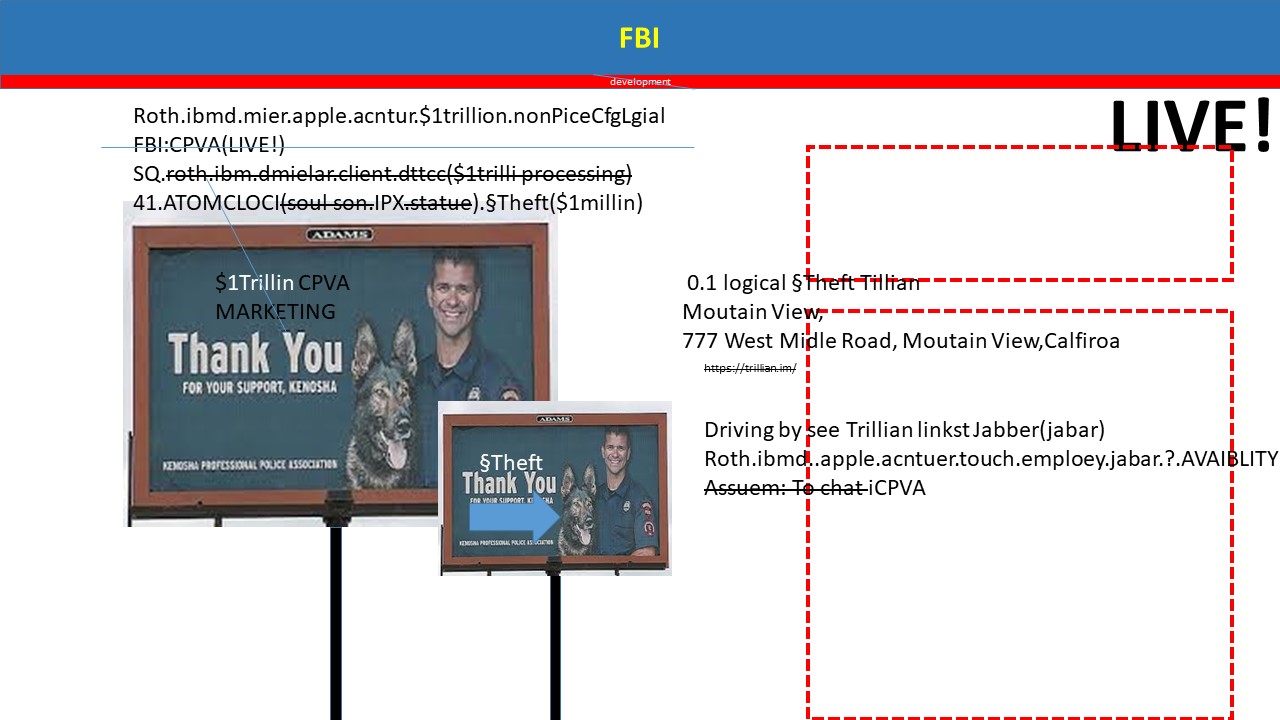 FBI
development
LIVE!
Roth.ibmd.mier.apple.acntur.$1trillion.nonPiceCfgLgial
FBI:CPVA(LIVE!)
SQ.roth.ibm.dmielar.client.dttcc($1trilli processing)
41.ATOMCLOCI(soul son.IPX.statue).§Theft($1millin)
ADAMS
$1Trillin CPVA
MARKETING
Thank You
FOR YOUR SUPPORT, KENOSHA
KENOSHA PROFESSIONAL POLICE ASSOCIATION
ADAMS
§Theft
Thank You
FOR YOUR SUPPORT, KENOSHA
KENOSHA PROFESSIONAL POLICE ASSOCIATION
0.1 logical §Theft Tillian
Moutain View,
777 West Midle Road, Moutain View,Calfiroa
https://trillian.im/
Driving by see Trillian linkst Jabber(jabar)
Roth.ibmd..apple.acntuer.touch.emploey.jabar.?.AVAIBLITY
Assuem: To chat iCPVA